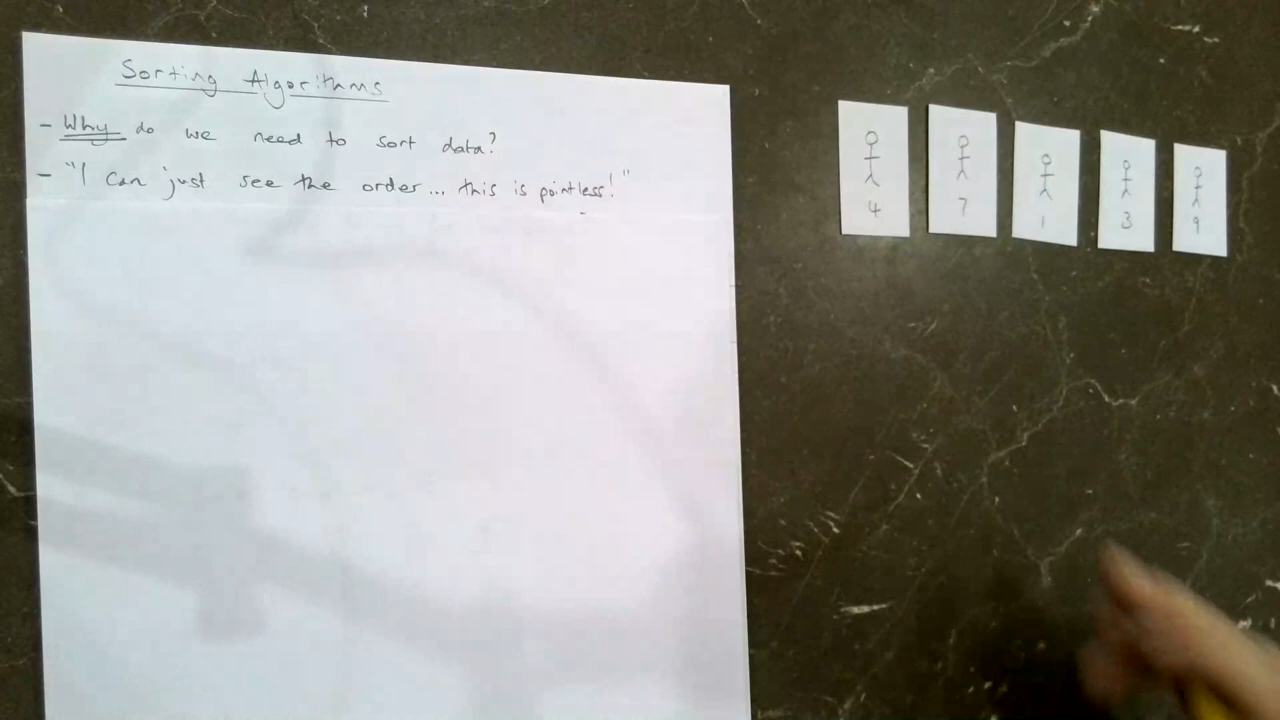 Sorting Algorithms
- Why do we need to sort data?
- "I can just see the order... this is pointless!"
4 7 1 3 9